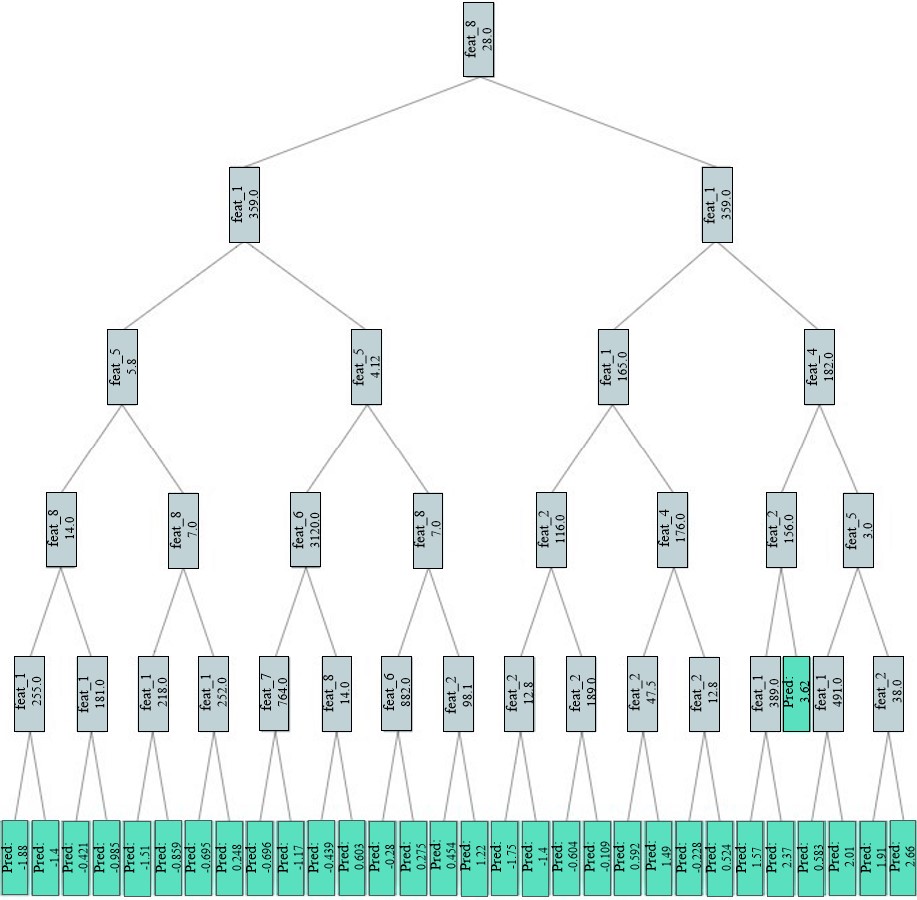 feat_8
28.0
feat_1
359.0
feat_1
359.0
feat_5
5.8
feat_5
4.12
feat_1
165.0
feat_4
182.0
feat_8
14.0
feat_8
7.0
feat_6
3120.0
feat_8
7.0
feat_2
116.0
feat_4
176.0
feat_2
156.0
feat_5
3.0
feat_1
255.0
feat_1
181.0
feat_1
218.0
feat_1
252.0
feat_7
764.0
feat_8
14.0
feat_6
882.0
feat_2
98.1
feat_2
12.8
feat_2
189.0
feat_2
47.5
feat_2
12.8
feat_1
389.0
Pred:
3.62
feat_1
491.0
feat_2
38.0
Pred:
-1.88
Pred:
-1.4
Pred:
-0.421
Pred:
-0.985
Pred:
-1.51
Pred:
-0.859
Pred:
-0.695
Pred:
0.248
Pred:
-0.696
Pred:
-1.17
Pred:
-0.439
Pred:
0.603
Pred:
-0.28
Pred:
0.275
Pred:
0.454
Pred:
1.22
Pred:
-1.75
Pred:
-1.4
Pred:
-0.604
Pred:
-0.109
Pred:
0.592
Pred:
1.49
Pred:
-0.228
Pred:
0.524
Pred:
1.57
Pred:
2.37
Pred:
0.583
Pred:
2.01
Pred:
1.91
Pred:
2.66